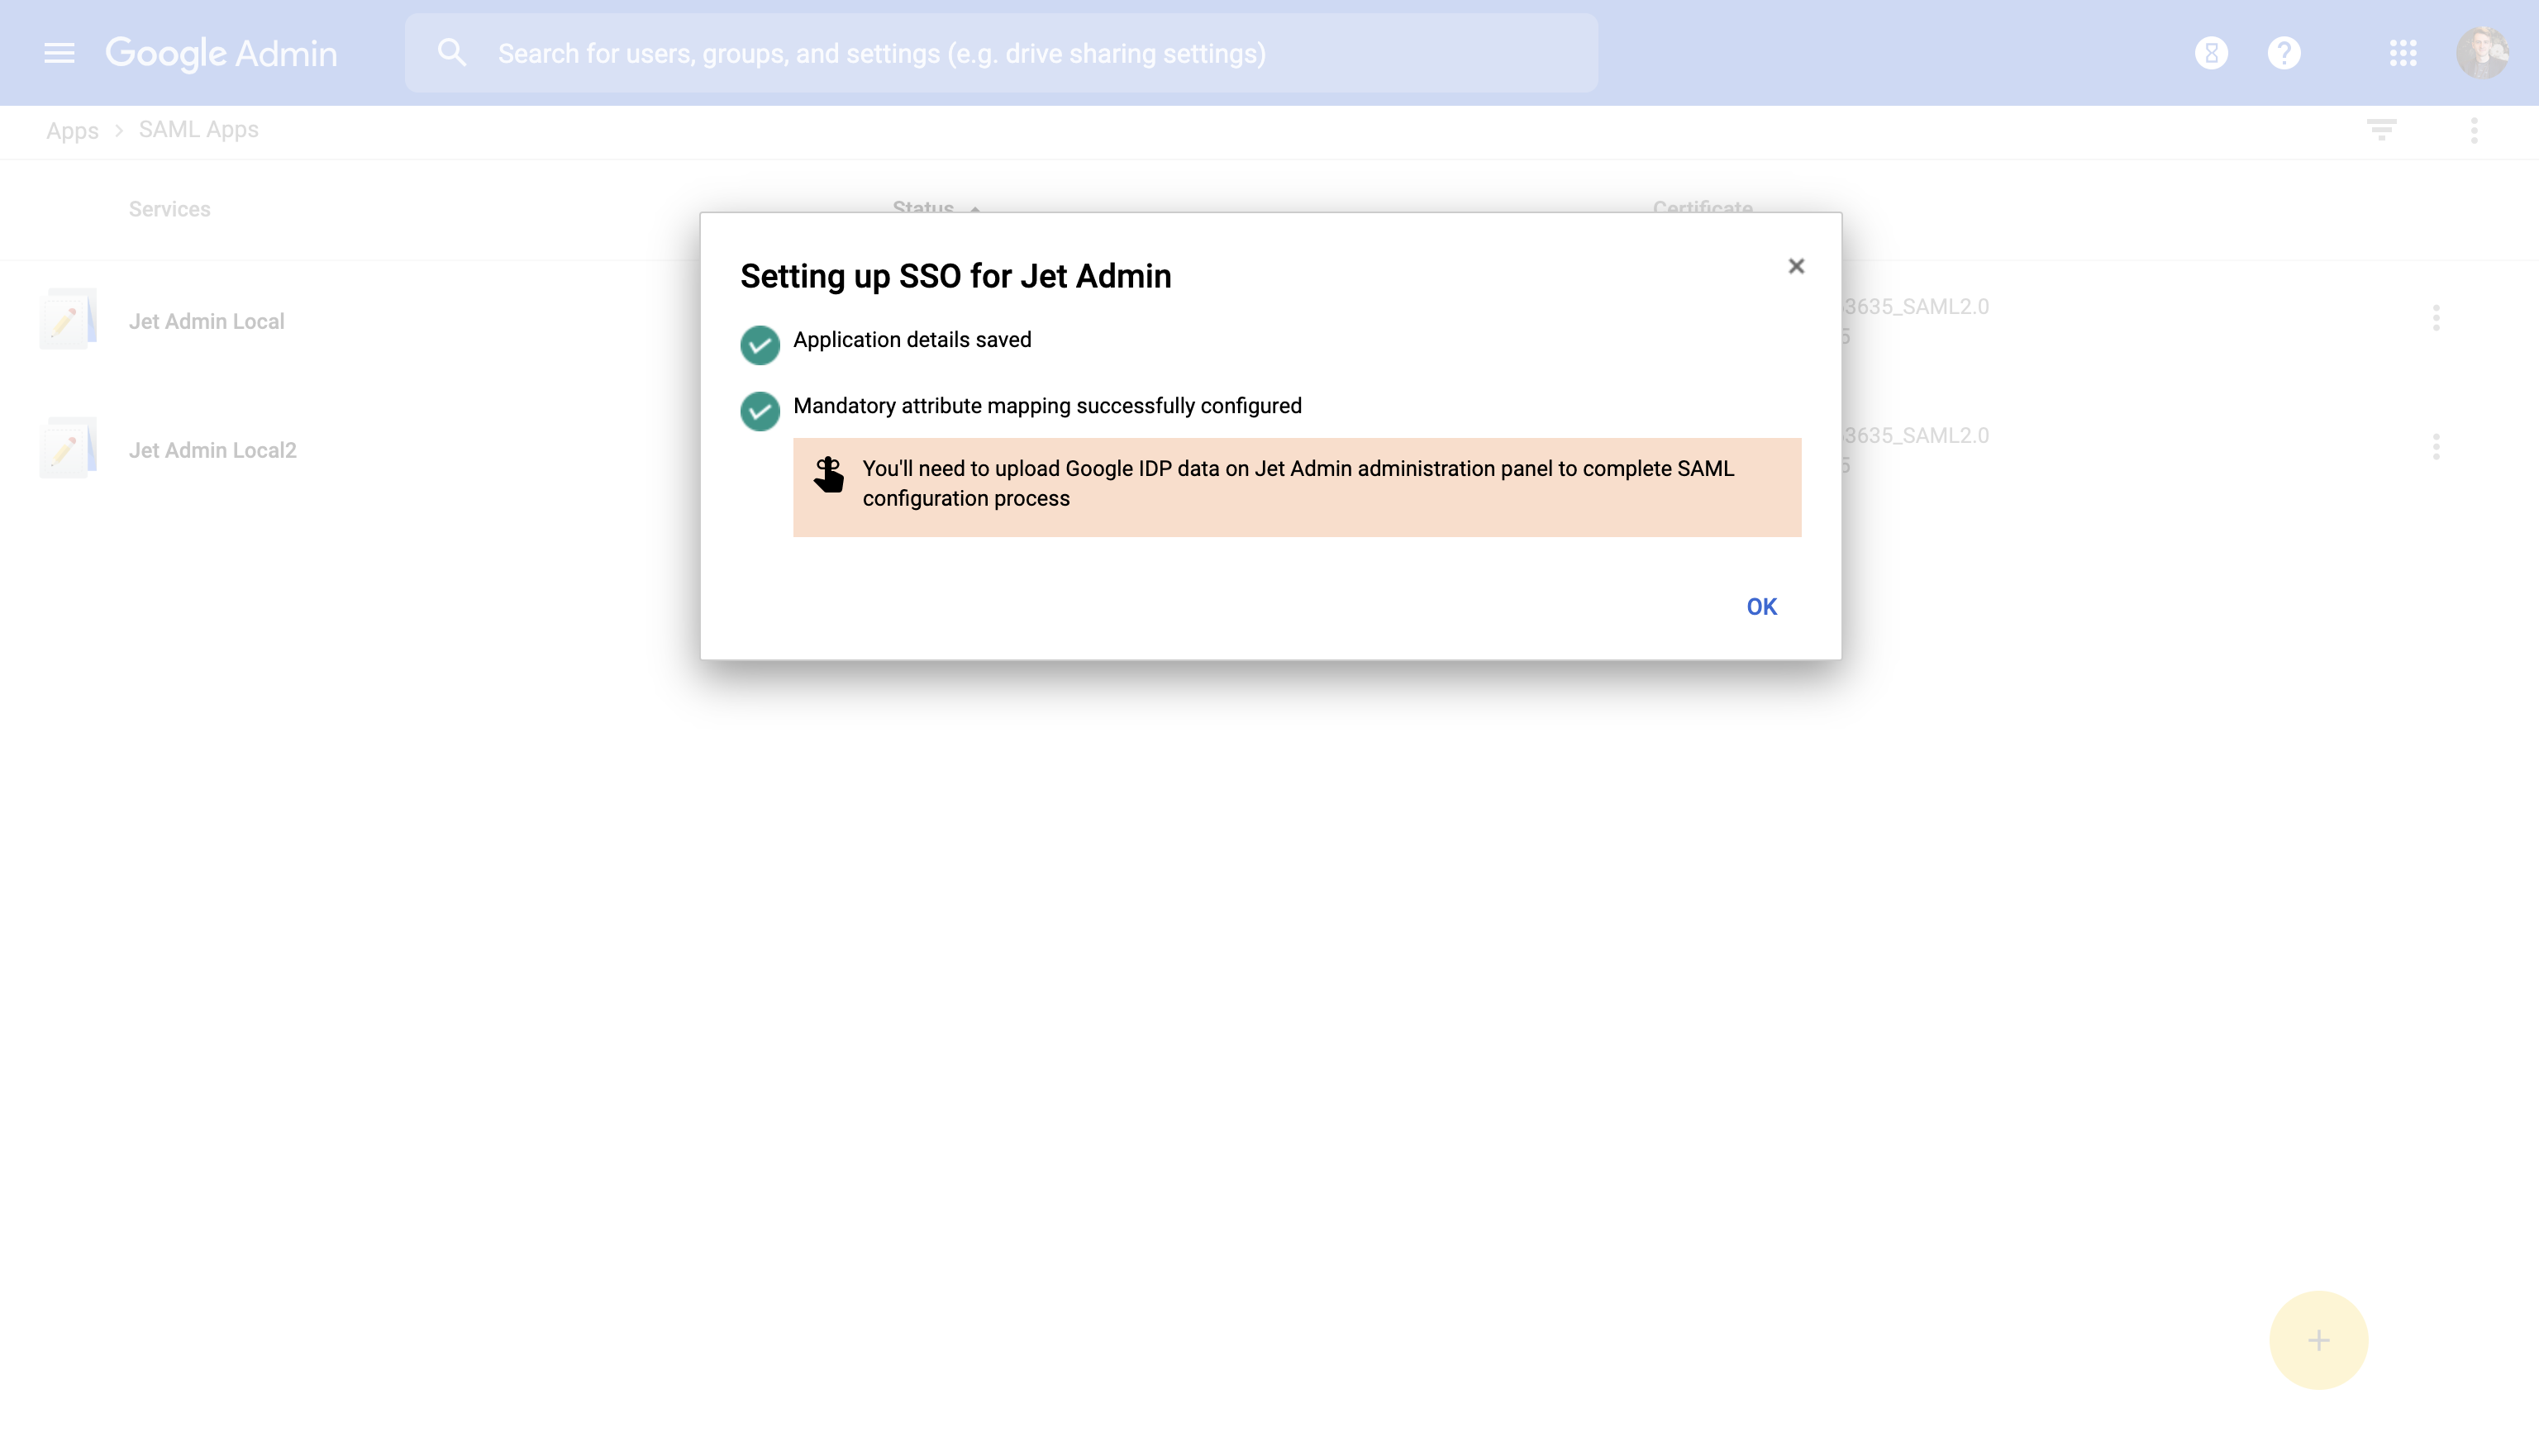 Google Admin
Search for users, groups, and settings (e.g. drive sharing settings)
Apps
SAML Apps
Services
Status
Certificate
Setting up SSO for Jet Admin
Jet Admin Local
3635_SAML2.0
Application details saved
Mandatory attribute mapping successfully configured
Jet Admin Local2
3635_SAML2.0
You'll need to upload Google IDP data on Jet Admin administration panel to complete SAML
configuration process
OK